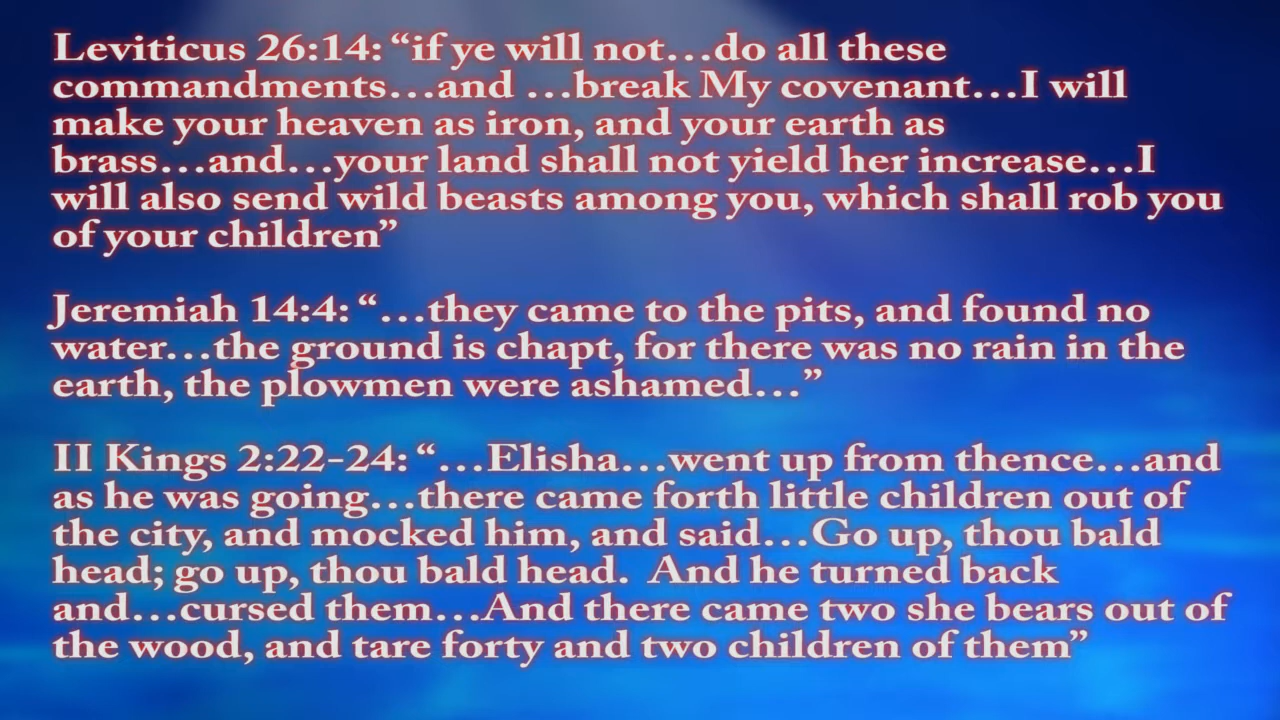 Leviticus 26:14: “if ye will not…do all these
commandments…and …break My covenant…I will
make your heaven as iron, and your earth as
brass…and…your land shall not yield her increase…I
will also send wild beasts among you, which shall rob you
of your children”
Jeremiah 14:4: “…they came to the pits, and found no
water…the ground is chapt, for there was no rain in the
earth, the plowmen were ashamed…”
II Kings 2:22-24: “…Elisha…went up from thence…and
as he was going…there came forth little children out of
the city, and mocked him, and said…Go up, thou bald
head; go up, thou bald head.  And he turned back
and…cursed them…And there came two she bears out of
the wood, and tare forty and two children of them”